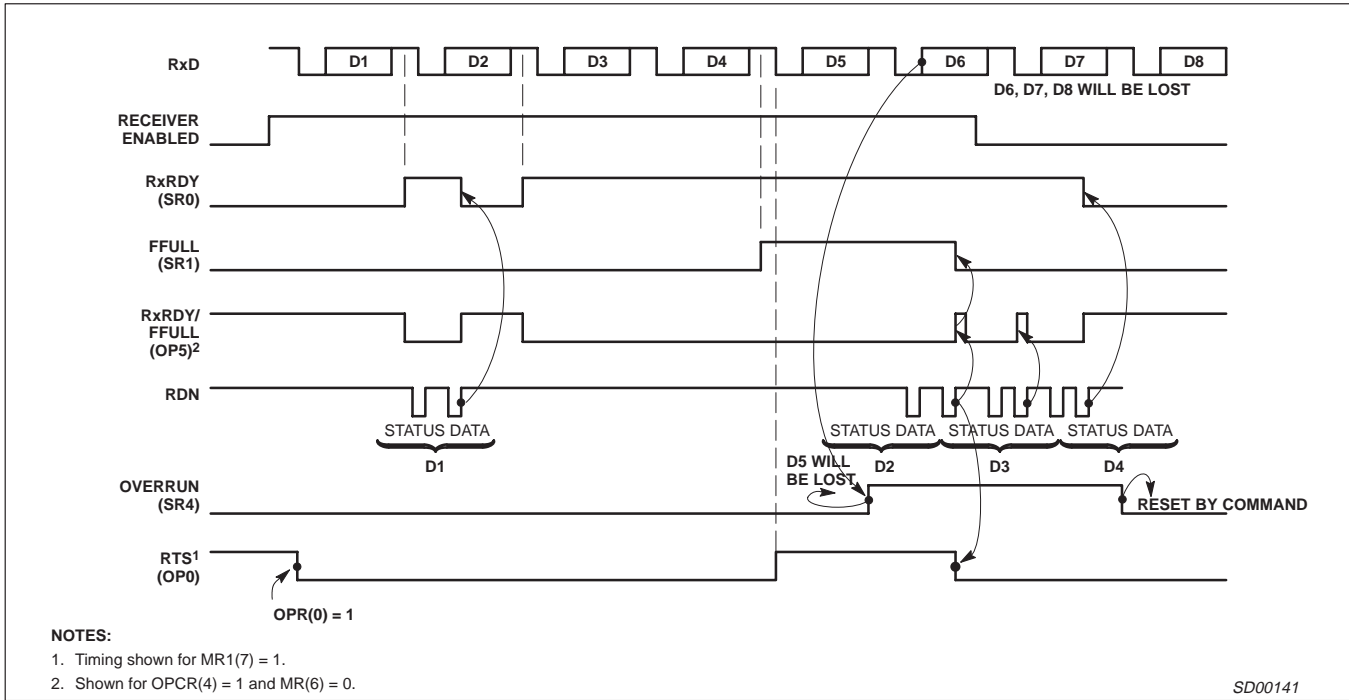 RxD
D1 D2 D3 D4 D5 D6 D7 D8
D6, D7, D8 WILL BE LOST
RECEIVER
ENABLED
RxRDY
(SR0)
FFULL
(SR1)
RxRDY/
FFULL
(OP5)²
RDN
STATUS DATA STATUS DATA STATUS DATA STATUS DATA
D1 D2 D3 D4
D5 WILL
BE LOST
OVERRUN
(SR4)
RESET BY COMMAND
RTS¹
(OP0)
OPR(0) = 1
NOTES:
1. Timing shown for MR1(7) = 1.
2. Shown for OPCR(4) = 1 and MR(6) = 0.
SD00141